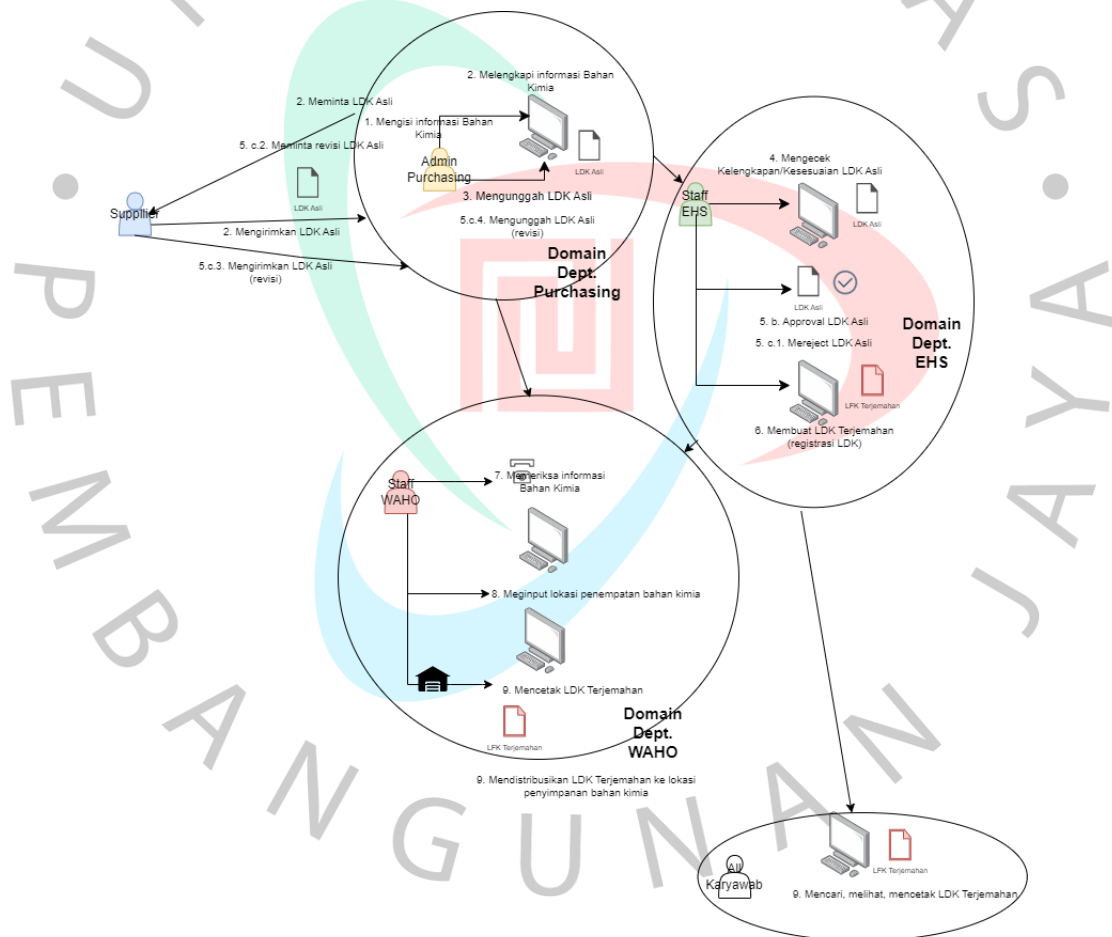 2. Melengkapi informasi Bahan
Kimia
2. Meminta LDK Asli
1. Mengisi informasi Bahan
Kimia
5. c.2. Meminta revisi LDK Asli
LDK Asli
Admin
Purchasing
LDK Asli
3. Mengunggah LDK Asli
5.c.4. Mengunggah LDK Asli
(revisi)
Suppllier
2. Mengirimkan LDK Asli
5.c.3. Mengirimkan LDK Asli
(revisi)
Domain
Dept.
Purchasing
4. Mengecek
Kelengkapan/Kesesuaian LDK Asli
Staff
EHS
LDK Asli
LDK Asli
5. b. Approval LDK Asli
5. c.1. Mereject LDK Asli
Domain
Dept.
EHS
LFK Terjemahan
6. Membuat LDK Terjemahan
(registrasi LDK)
Staff
WAHO
7. Memeriksa informasi
Bahan Kimia
8. Meginput lokasi penempatan bahan kimia
9. Mencetak LDK Terjemahan
LFK Terjemahan
Domain
Dept.
WAHO
9. Mendistribusikan LDK Terjemahan ke lokasi
penyimpanan bahan kimia
All
Karyawab
LFK Terjemahan
9. Mencari, melihat, mencetak LDK Terjemahan
U
PEMBANGUNAN
JAYA
AS